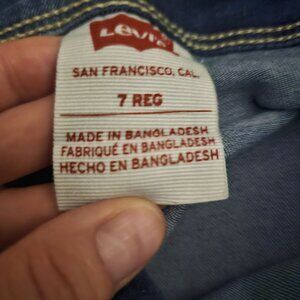 Levi's
SAN FRANCISCO, CAL.
7 REG
MADE IN BANGLADESH
FABRIQUÉ EN BANGLADESH
HECHO EN BANGLADESH